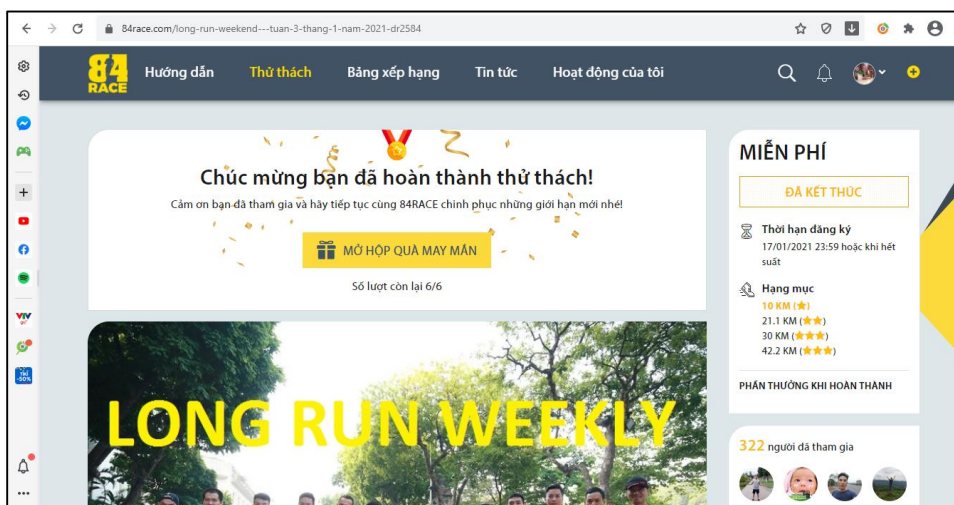 84race.com/long-run-weekend---tuan-3-thang-1-nam-2021-dr2584
84
RACE
Hướng dẫn
Thử thách
Bảng xếp hạng
Tin tức
Hoạt động của tôi
Chúc mừng bạn đã hoàn thành thử thách!
Cảm ơn bạn đã tham gia và hãy tiếp tục cùng 84RACE chinh phục những giới hạn mới nhé!
MỞ HỘP QUÀ MAY MẮN
Số lượt còn lại 6/6
LONG RUN WEEKLY
MIỄN PHÍ
ĐÃ KẾT THÚC
Thời hạn đăng ký
17/01/2021 23:59 hoặc khi hết
suất
Hạng mục
10 KM (★)
21.1 KM (★★)
30 KM (★★★)
42.2 KM (★★★)
PHẦN THƯỞNG KHI HOÀN THÀNH
322 người đã tham gia
VTV
TIKI
-50%